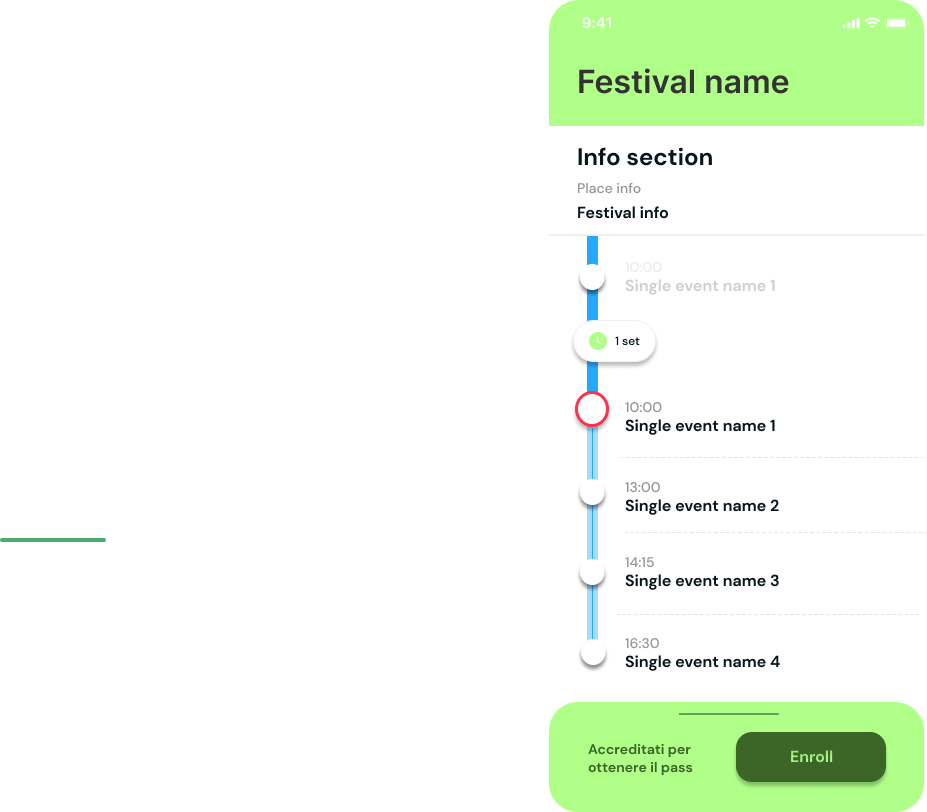 9:41
Festival name
Info section
Place info
Festival info
10:00
Single event name 1
1 set
10:00
Single event name 1
13:00
Single event name 2
14:15
Single event name 3
16:30
Single event name 4
Accreditati per
ottenere il pass
Enroll